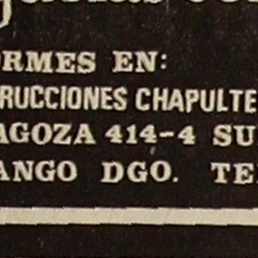 ORMES EN:
RUCCIONES CHAPULTE
AGOZA 414-4 SU
ANGO DGO. TE